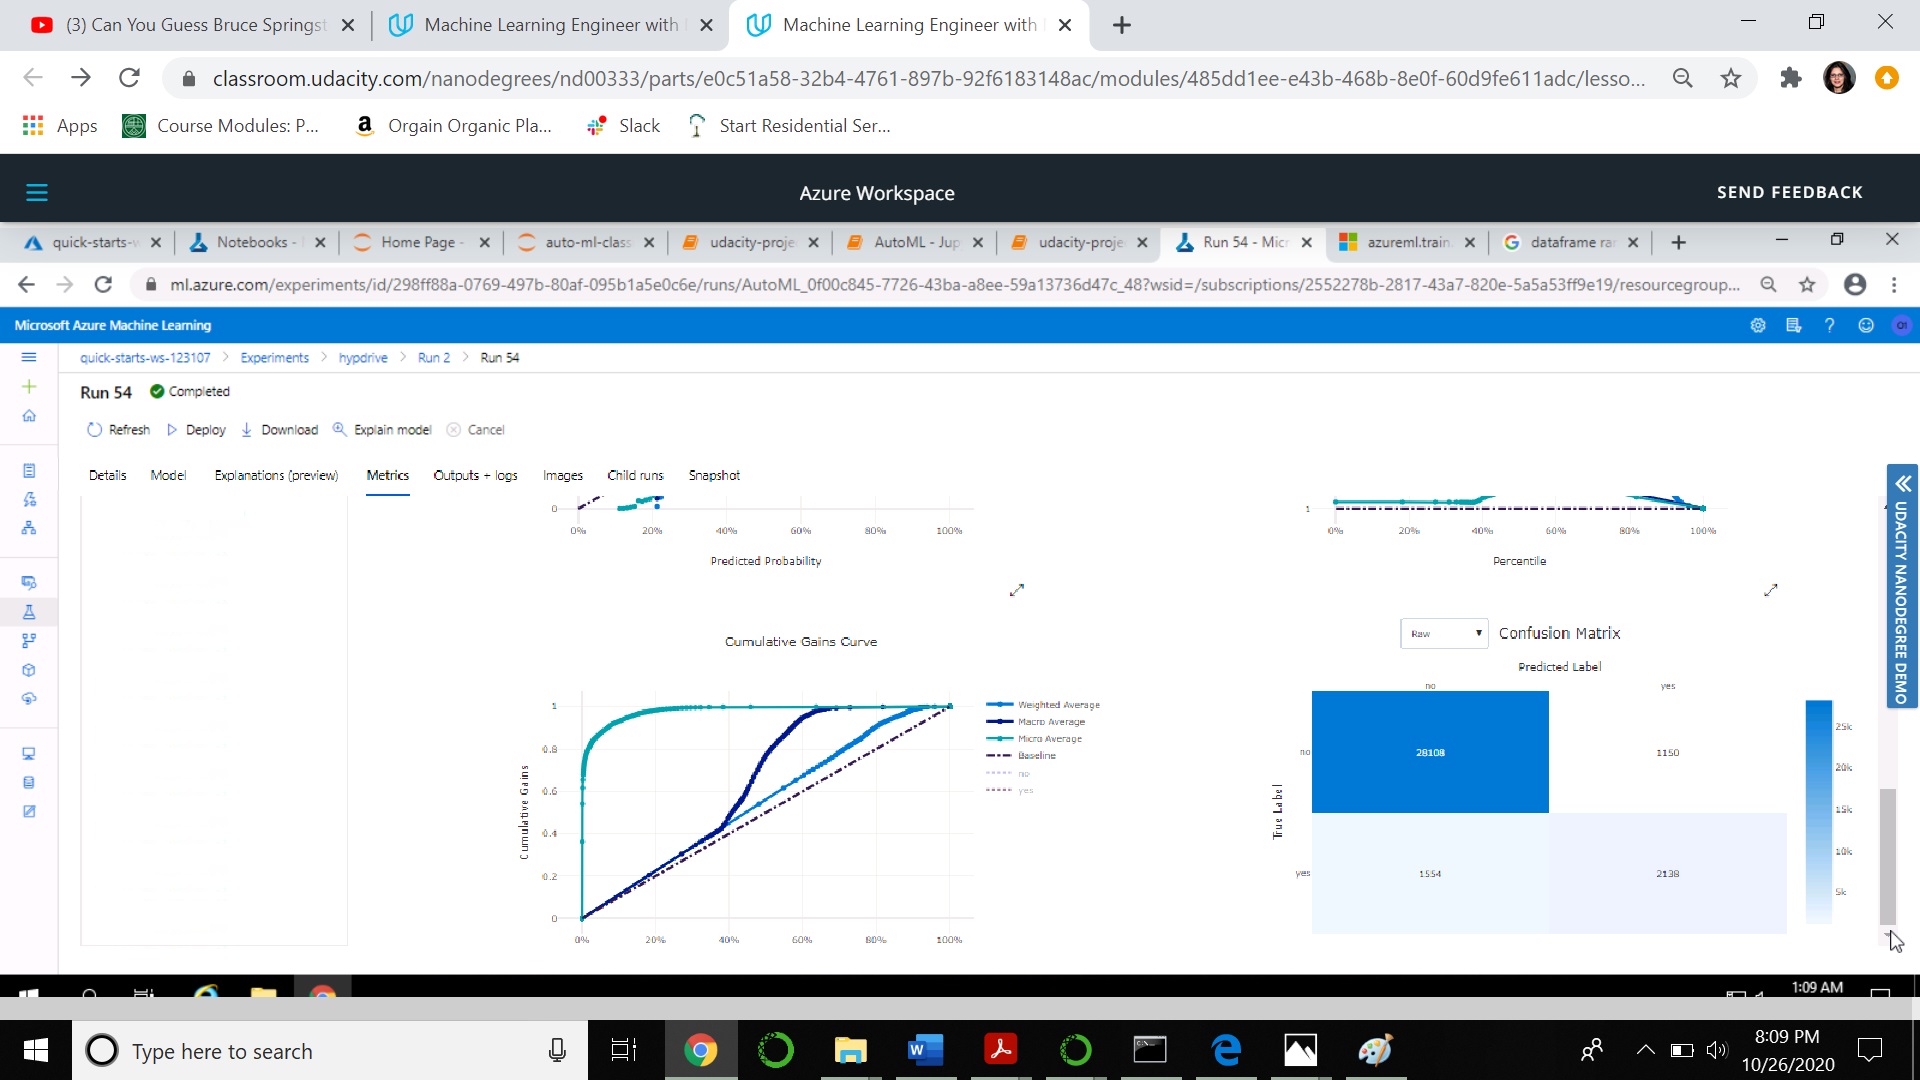 (3) Can You Guess Bruce Springst
Machine Learning Engineer with
Machine Learning Engineer with
classroom.udacity.com/nanodegrees/nd00333/parts/e0c51a58-32b4-4761-897b-92f6183148ac/modules/485dd1ee-e43b-468b-8e0f-60d9fe611adc/lesso...
Apps
Course Modules: P...
Orgain Organic Pla...
Slack
Start Residential Ser...
Azure Workspace
SEND FEEDBACK
quick-starts-
Notebooks -
Home Page -
auto-ml-class
udacity-proje
AutoML - Jup
udacity-proje
Run 54 - Micr
azureml.train
dataframe ra
ml.azure.com/experiments/id/298ff88a-0769-497b-80af-095b1a5e0c6e/runs/AutoML_0f00c845-7726-43ba-a8ee-59a13736d47c_48?wsid=/subscriptions/2552278b-2817-43a7-820e-5a5a53ff9e19/resourcegroup...
Microsoft Azure Machine Learning
quick-starts-ws-123107 > Experiments > hypdrive > Run 2 > Run 54
Run 54 Completed
Refresh Deploy Download Explain model Cancel
Details Model Explanations (preview) Metrics Outputs + logs Images Child runs Snapshot
UDACITY NANODEGREE DEMO
0
0% 20% 40% 60% 80% 100%
Predicted Probability
1
0% 20% 40% 60% 80% 100%
Percentile
Cumulative Gains Curve
Cumulative Gains
1
0.8
0.6
0.4
0.2
0
0% 20% 40% 60% 80% 100%
Weighted Average
Macro Average
Micro Average
Baseline
no
yes
Raw
Confusion Matrix
Predicted Label
no yes
True Label
no 28108 1150
yes 1554 2138
25k
20k
15k
10k
5k
1:09 AM
Type here to search
8:09 PM
10/26/2020